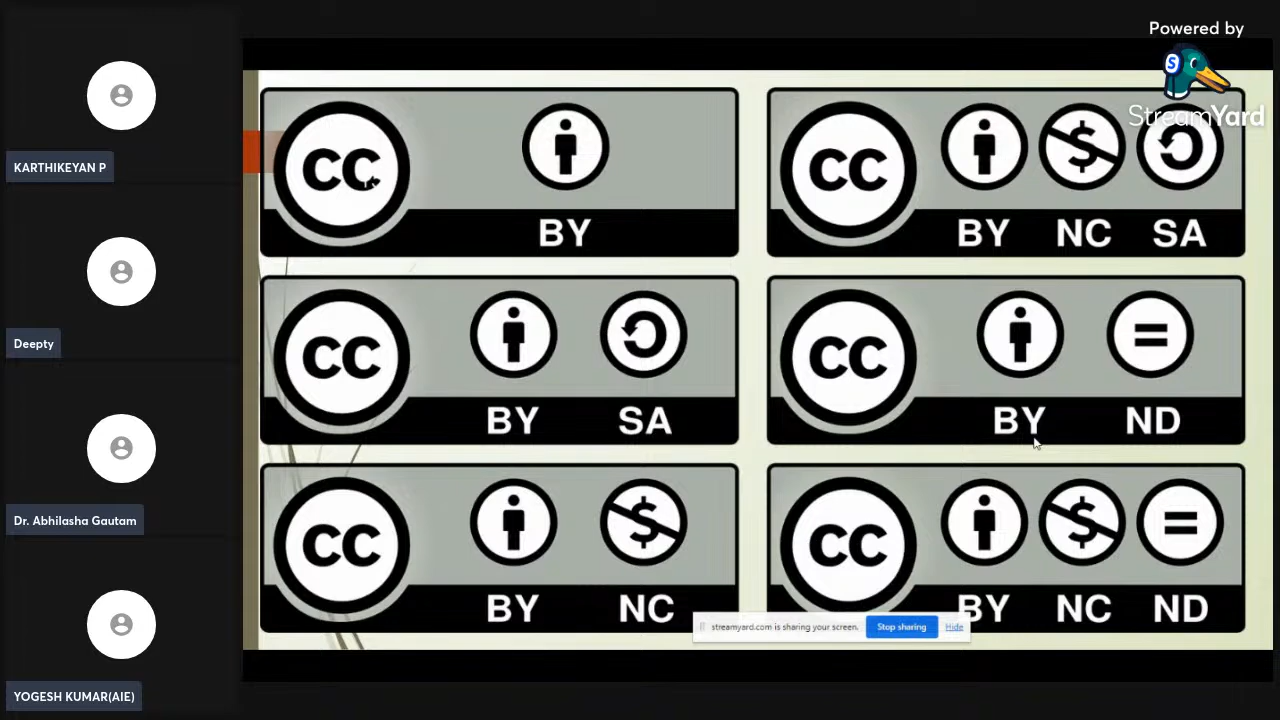 Powered by
StreamYard
KARTHIKEYAN P
Deepty
Dr. Abhilasha Gautam
YOGESH KUMAR(AIE)
CC
BY
CC
BY NC SA
CC
BY SA
CC
BY ND
CC
BY NC
CC
BY NC ND
streamyard.com is sharing your screen.
Stop sharing
Hide